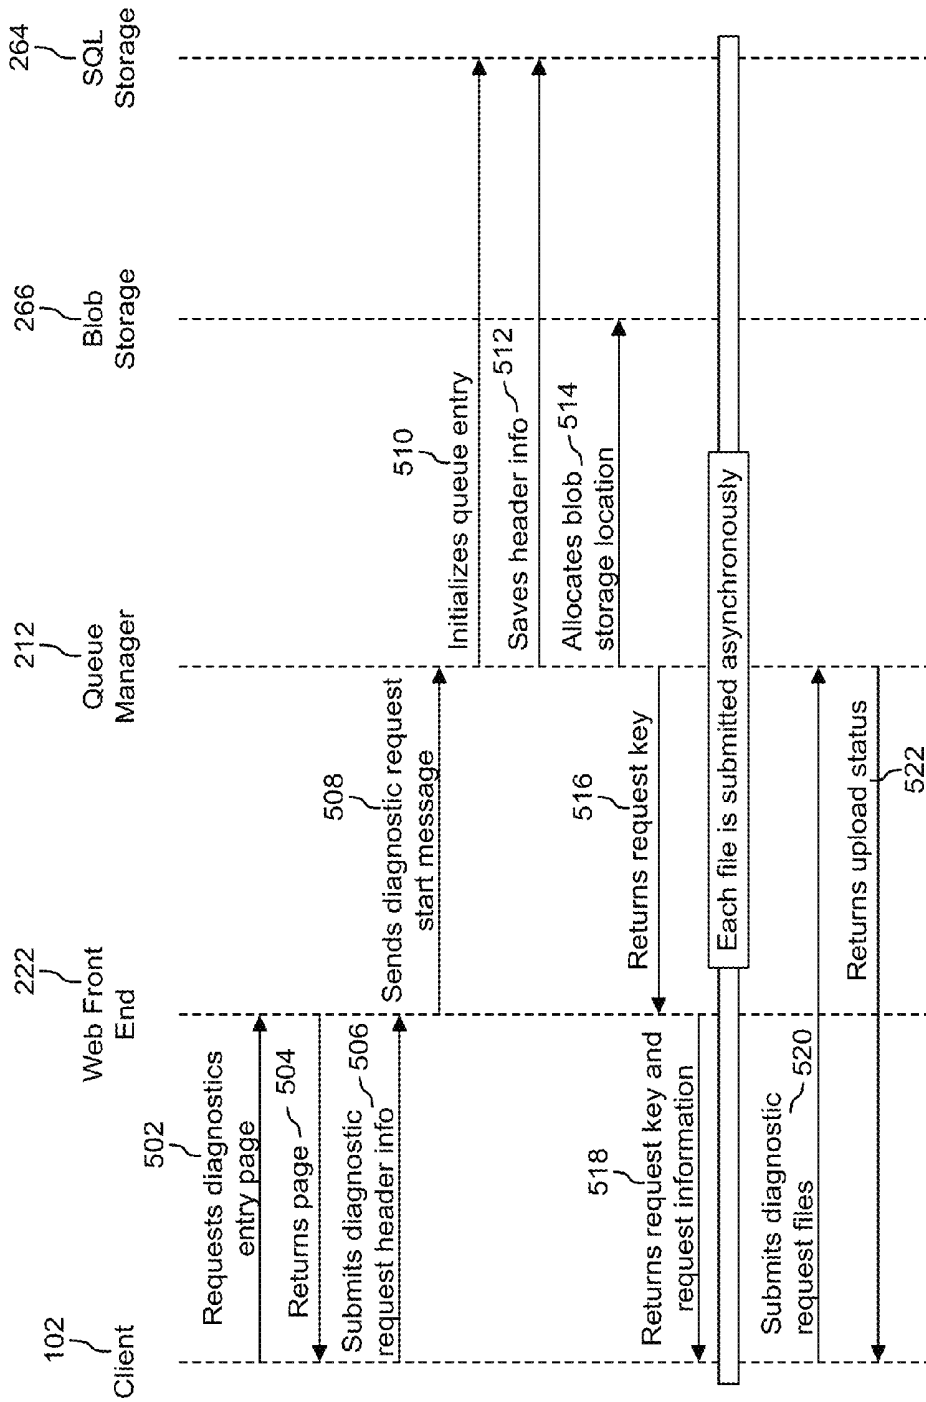 102
Client
222
Web Front
End
212
Queue
Manager
266
Blob
Storage
264
SQL
Storage
502
Requests diagnostics
entry page
Returns page 504
Submits diagnostic 506
request header info
508
Sends diagnostic request
start message
510
Initializes queue entry
Saves header info 512
Allocates blob 514
storage location
516
Returns request key
518
Returns request key and
request information
Each file is submitted asynchronously
Submits diagnostic
request files
520
Returns upload status
522